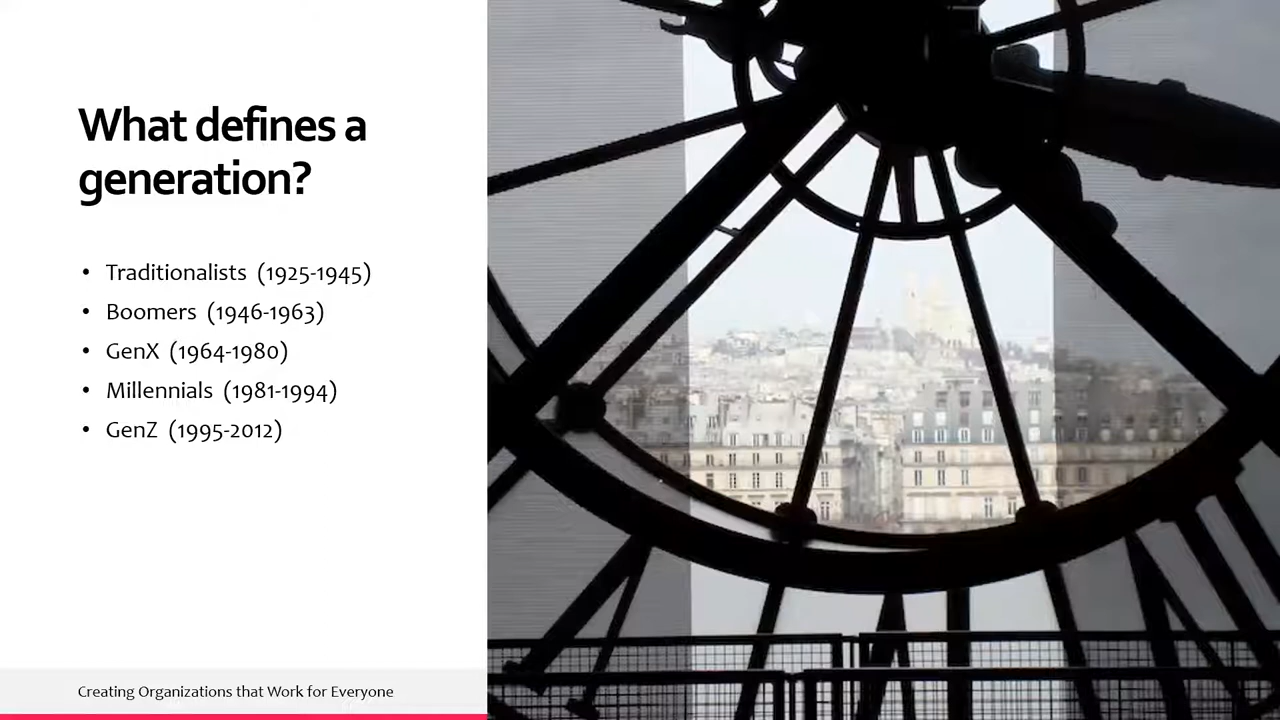 What defines a
generation?
• Traditionalists (1925-1945)
• Boomers (1946-1963)
• GenX (1964-1980)
• Millennials (1981-1994)
• GenZ (1995-2012)
Creating Organizations that Work for Everyone